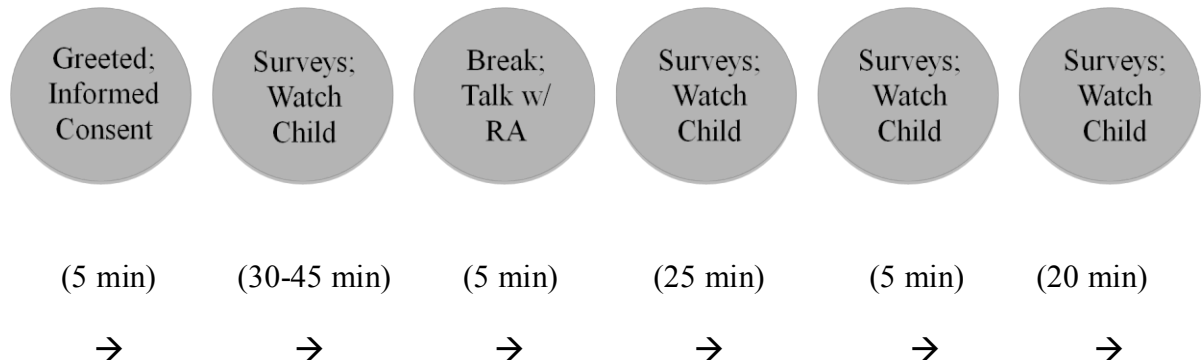 Greeted;
Informed
Consent
Surveys;
Watch
Child
Break;
Talk w/
RA
Surveys;
Watch
Child
Surveys;
Watch
Child
Surveys;
Watch
Child
(5 min) (30-45 min) (5 min) (25 min) (5 min) (20 min)
→ → → → → →